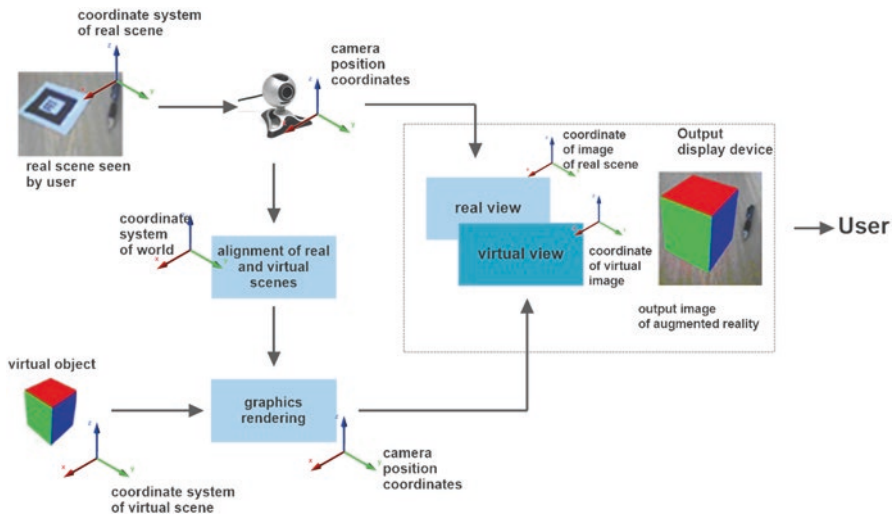 coordinate system
of real scene
real scene seen
by user
camera
position
coordinates
coordinate
system
of world
alignment of real
and virtual
scenes
virtual object
coordinate system
of virtual scene
graphics
rendering
camera
position
coordinates
coordinate
of image
of real scene
real view
virtual view
coordinate
of virtual
image
Output
display device
output image
of augmented reality
User